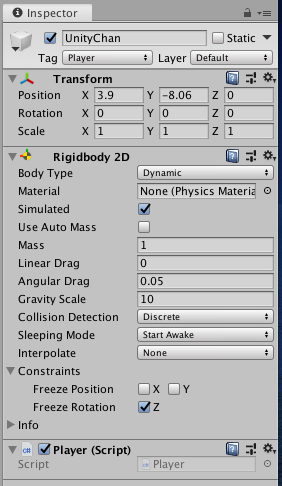 Inspector
UnityChan Static
Tag Player Layer Default
Transform
Position X 3.9 Y -8.06 Z 0
Rotation X 0 Y 0 Z 0
Scale X 1 Y 1 Z 1
Rigidbody 2D
Body Type Dynamic
Material None (Physics Materia
Simulated
Use Auto Mass
Mass 1
Linear Drag 0
Angular Drag 0.05
Gravity Scale 10
Collision Detection Discrete
Sleeping Mode Start Awake
Interpolate None
Constraints
Freeze Position X Y
Freeze Rotation Z
Info
C# Player (Script)
Script Player